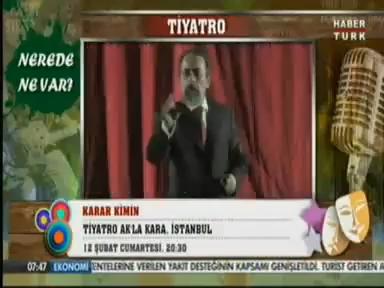 TİYATRO
HABER
TURK
NEREDE
NE VAR?
KARAR KİMİN
TİYATRO AK'LA KARA, İSTANBUL
12 ŞUBAT CUMARTESİ, 20:30
07:47 EKONOMİ ENTELERİNE VERİLEN YAKIT DESTEĞİNİN KAPSAMI GENİŞLETİLDİ. TURİST GETİREN A